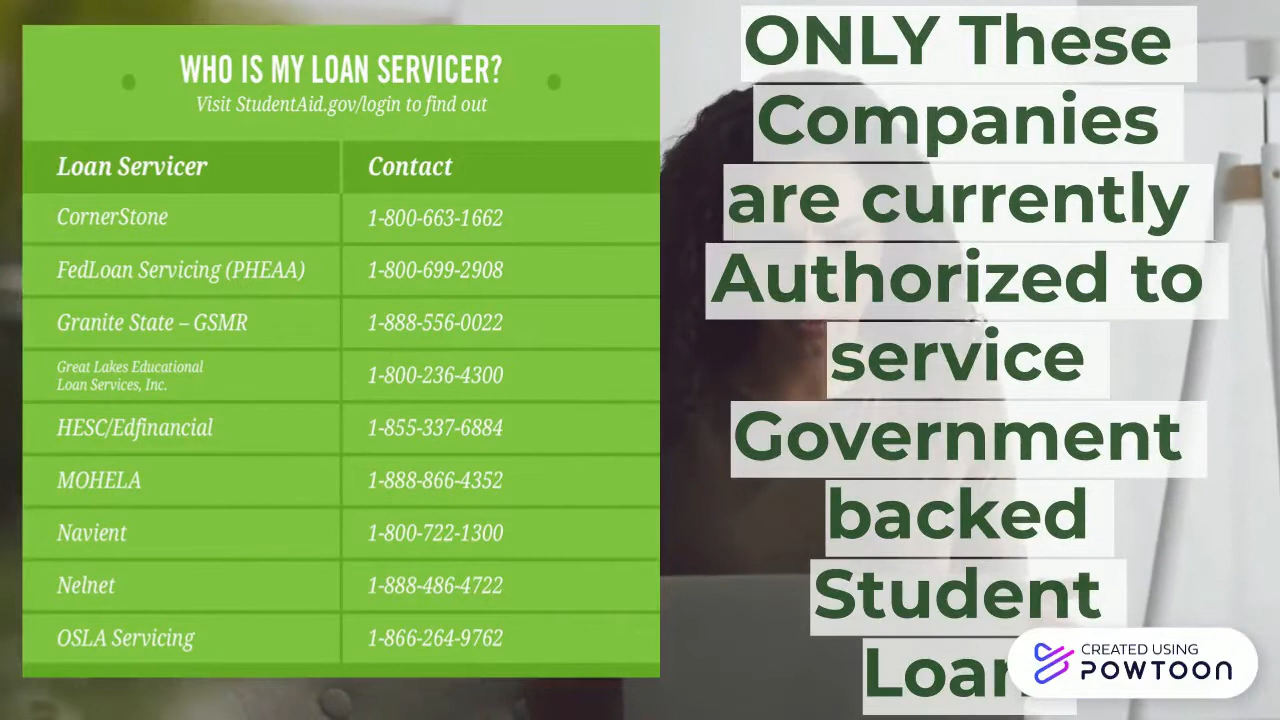 WHO IS MY LOAN SERVICER?
Visit StudentAid.gov/login to find out
Loan Servicer Contact
CornerStone 1-800-663-1662
FedLoan Servicing (PHEAA) 1-800-699-2908
Granite State – GSMR 1-888-556-0022
Great Lakes Educational
Loan Services, Inc. 1-800-236-4300
HESC/Edfinancial 1-855-337-6884
MOHELA 1-888-866-4352
Navient 1-800-722-1300
Nelnet 1-888-486-4722
OSLA Servicing 1-866-264-9762
ONLY These
Companies
are currently
Authorized to
service
Government
backed
Student
CREATED USING
POWTOON